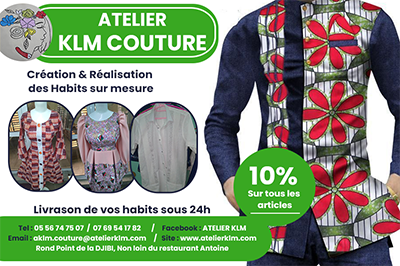 ATELIER
KLM COUTURE
Création & Réalisation
des Habits sur mesure
10%
Sur tous les
articles
Livrason de vos habits sous 24h
Tel : 05 56 74 75 07 / 07 69 54 17 82 / Facebook : ATELIER KLM
Email : aklm.couture@atelierklm.com / Site : www.atelierklm.com
Rond Point de la DJIBI, Non loin du restaurant Antoine